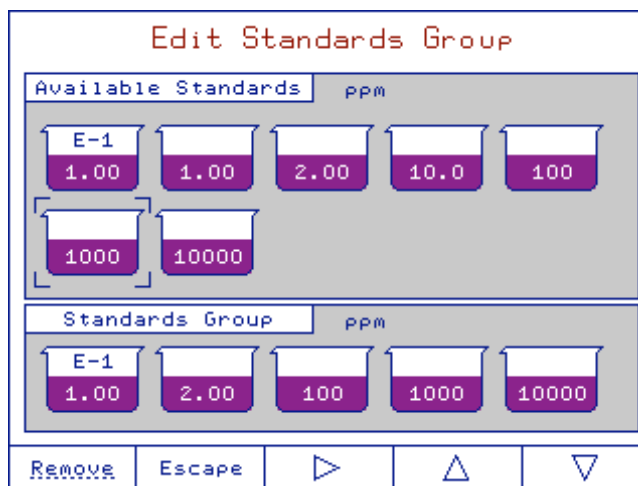 Edit Standards Group
Available Standards ppm
E-1
1.00 1.00 2.00 10.0 100
1000 10000
Standards Group ppm
E-1
1.00 2.00 100 1000 10000
Remove Escape